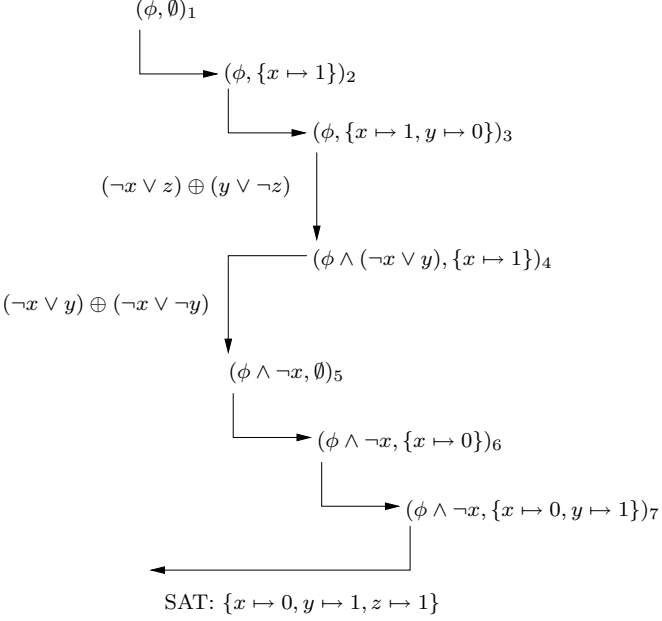 (ϕ, ∅)₁
(ϕ, {x ↦ 1})₂
(ϕ, {x ↦ 1, y ↦ 0})₃
(¬x ∨ z) ⊕ (y ∨ ¬z)
(ϕ ∧ (¬x ∨ y), {x ↦ 1})₄
(¬x ∨ y) ⊕ (¬x ∨ ¬y)
(ϕ ∧ ¬x, ∅)₅
(ϕ ∧ ¬x, {x ↦ 0})₆
(ϕ ∧ ¬x, {x ↦ 0, y ↦ 1})₇
SAT: {x ↦ 0, y ↦ 1, z ↦ 1}